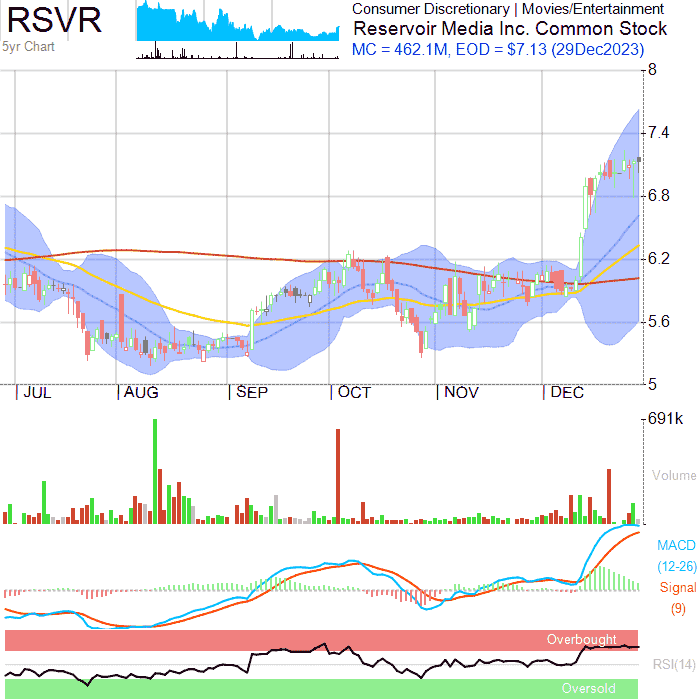 RSVR
5yr Chart
Consumer Discretionary | Movies/Entertainment
Reservoir Media Inc. Common Stock
MC = 462.1M, EOD = $7.13 (29Dec2023)
8
7.4
6.8
6.2
5.6
5
JUL AUG SEP OCT NOV DEC
691k
Volume
MACD
(12-26)
Signal
(9)
Overbought
RSI(14)
Oversold